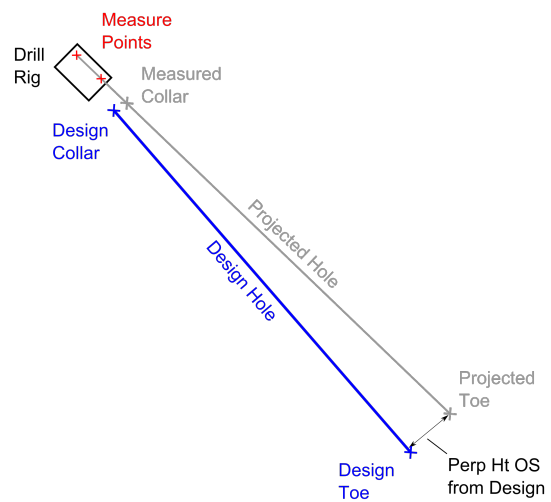 Measure
Points
Drill
Rig
Measured
Collar
Design
Collar
Projected Hole
Design Hole
Projected
Toe
Perp Ht OS
from Design
Design
Toe